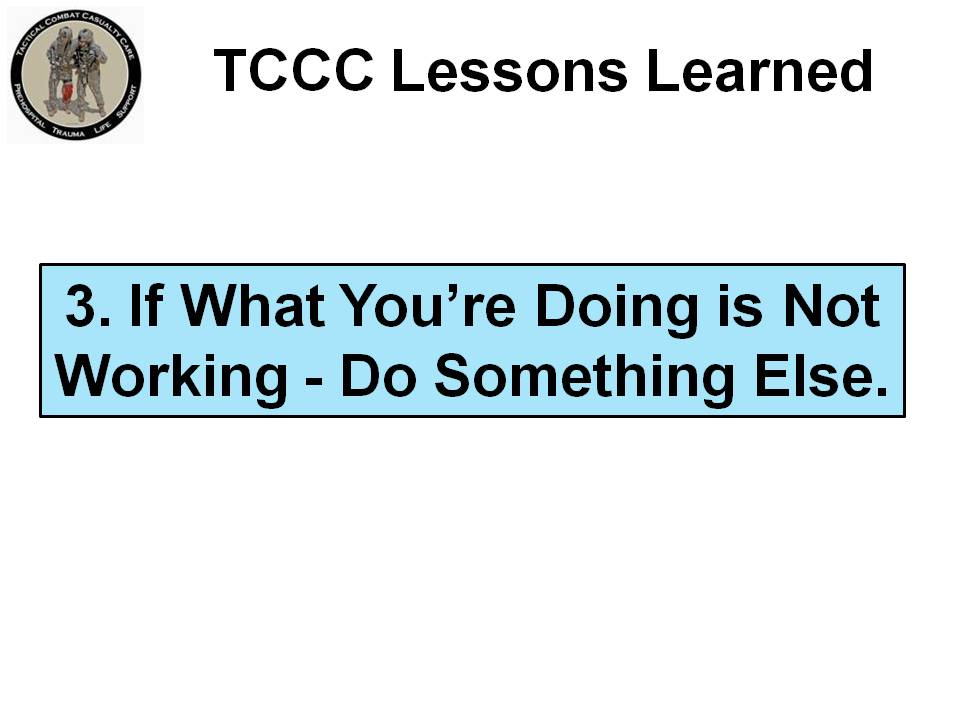 TACTICAL COMBAT CASUALTY CARE
PREHOSPITAL TRAUMA LIFE SUPPORT
TCCC Lessons Learned
3. If What You’re Doing is Not
Working - Do Something Else.